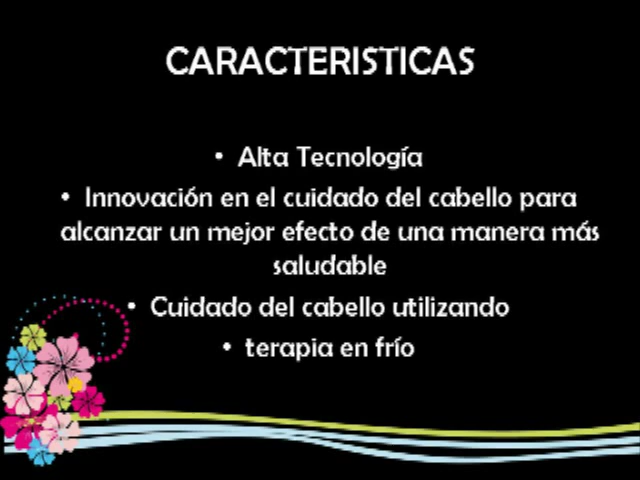 CARACTERISTICAS
• Alta Tecnología
• Innovación en el cuidado del cabello para
alcanzar un mejor efecto de una manera más
saludable
• Cuidado del cabello utilizando
• terapia en frío